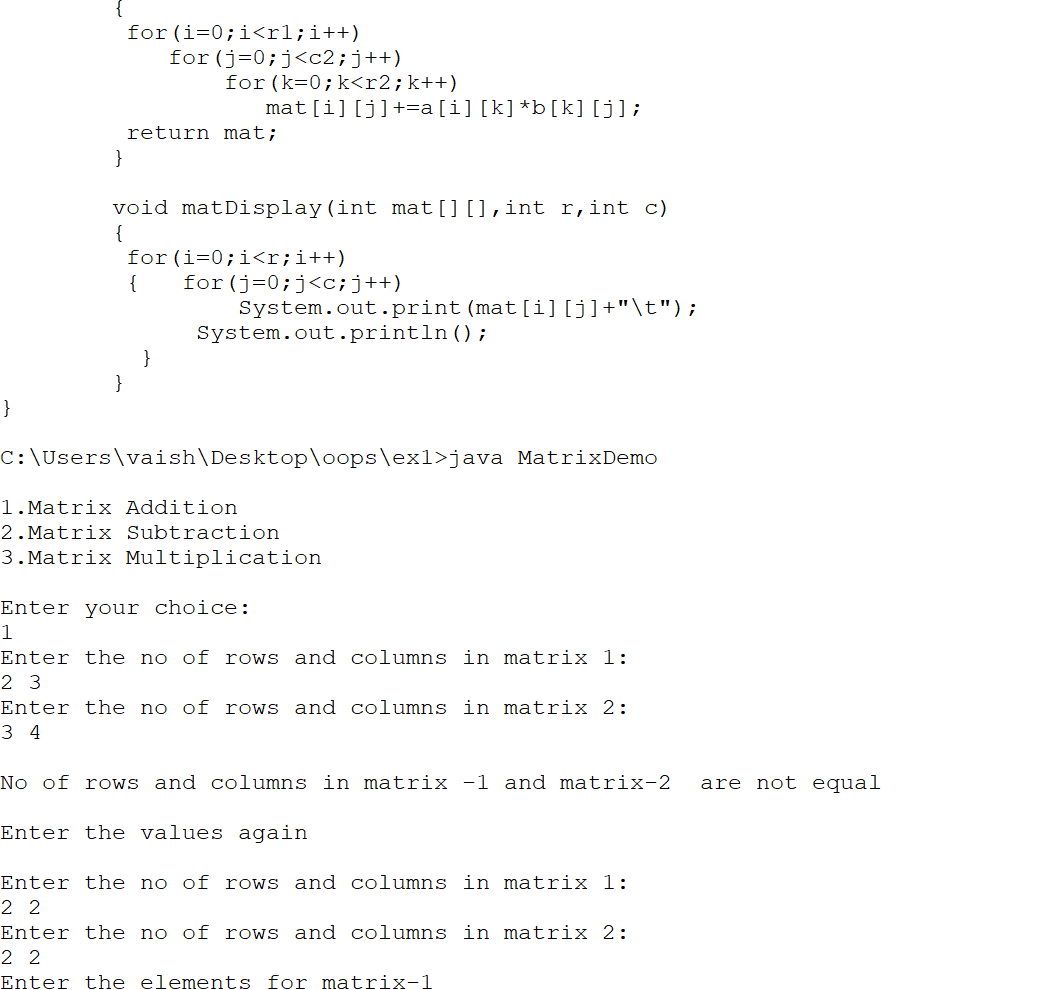 {
for(i=0;i<r1;i++)
for(j=0;j<c2;j++)
for(k=0;k<r2;k++)
mat[i][j]+=a[i][k]*b[k][j];
return mat;
}
void matDisplay(int mat[][],int r,int c)
{
for(i=0;i<r;i++)
{    for(j=0;j<c;j++)
System.out.print(mat[i][j]+"\t");
System.out.println();
}
}
}
C:\Users\vaish\Desktop\oops\ex1>java MatrixDemo
1.Matrix Addition
2.Matrix Subtraction
3.Matrix Multiplication
Enter your choice:
1
Enter the no of rows and columns in matrix 1:
2 3
Enter the no of rows and columns in matrix 2:
3 4
No of rows and columns in matrix -1 and matrix-2  are not equal
Enter the values again
Enter the no of rows and columns in matrix 1:
2 2
Enter the no of rows and columns in matrix 2:
2 2
Enter the elements for matrix-1